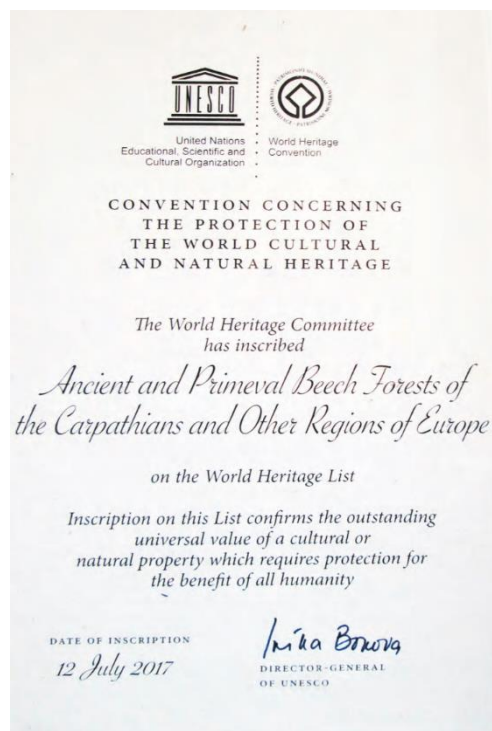 UNESCO
United Nations
Educational, Scientific and
Cultural Organization
World Heritage
Convention
CONVENTION CONCERNING
THE PROTECTION OF
THE WORLD CULTURAL
AND NATURAL HERITAGE
The World Heritage Committee
has inscribed
Ancient and Primeval Beech Forests of
the Carpathians and Other Regions of Europe
on the World Heritage List
Inscription on this List confirms the outstanding
universal value of a cultural or
natural property which requires protection for
the benefit of all humanity
DATE OF INSCRIPTION
12 July 2017
Irina Bokova
DIRECTOR-GENERAL
OF UNESCO